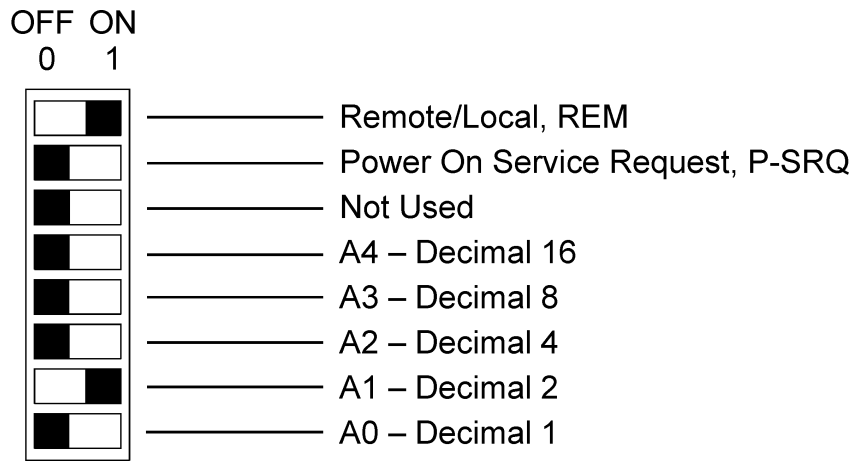 OFF ON
0 1
Remote/Local, REM
Power On Service Request, P-SRQ
Not Used
A4 – Decimal 16
A3 – Decimal 8
A2 – Decimal 4
A1 – Decimal 2
A0 – Decimal 1